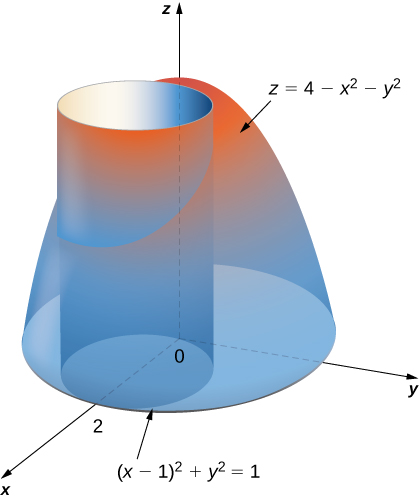 z
z = 4 − x² − y²
0
y
2
x
(x − 1)² + y² = 1